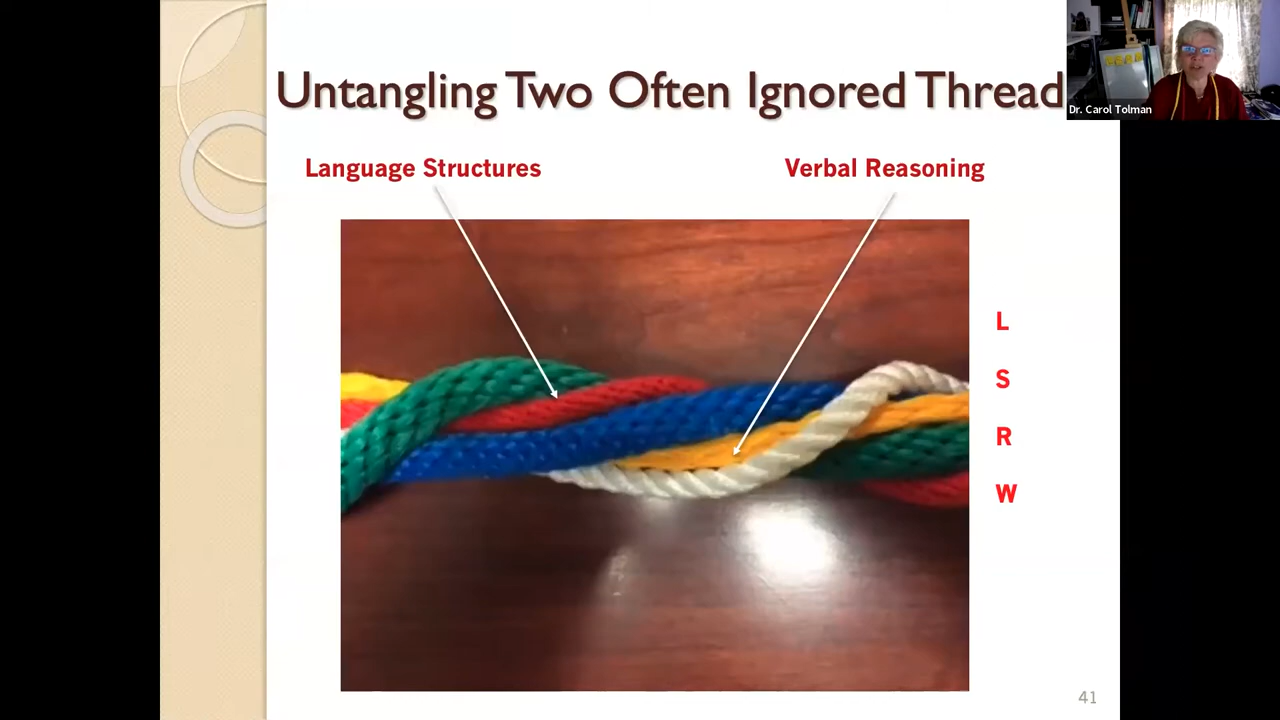 Untangling Two Often Ignored Thread
Dr. Carol Tolman
Language Structures
Verbal Reasoning
L
S
R
W
41